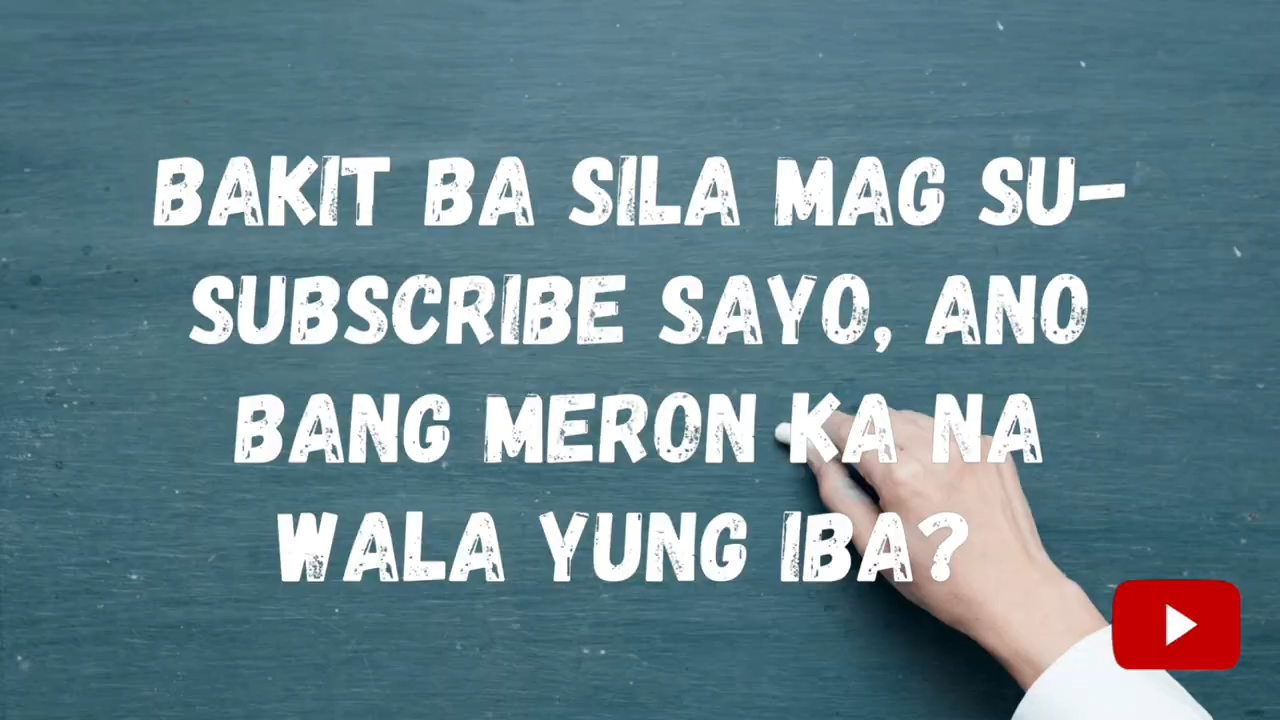 BAKIT BA SILA MAG SU-
SUBSCRIBE SAYO, ANO
BANG MERON KA NA
WALA YUNG IBA?